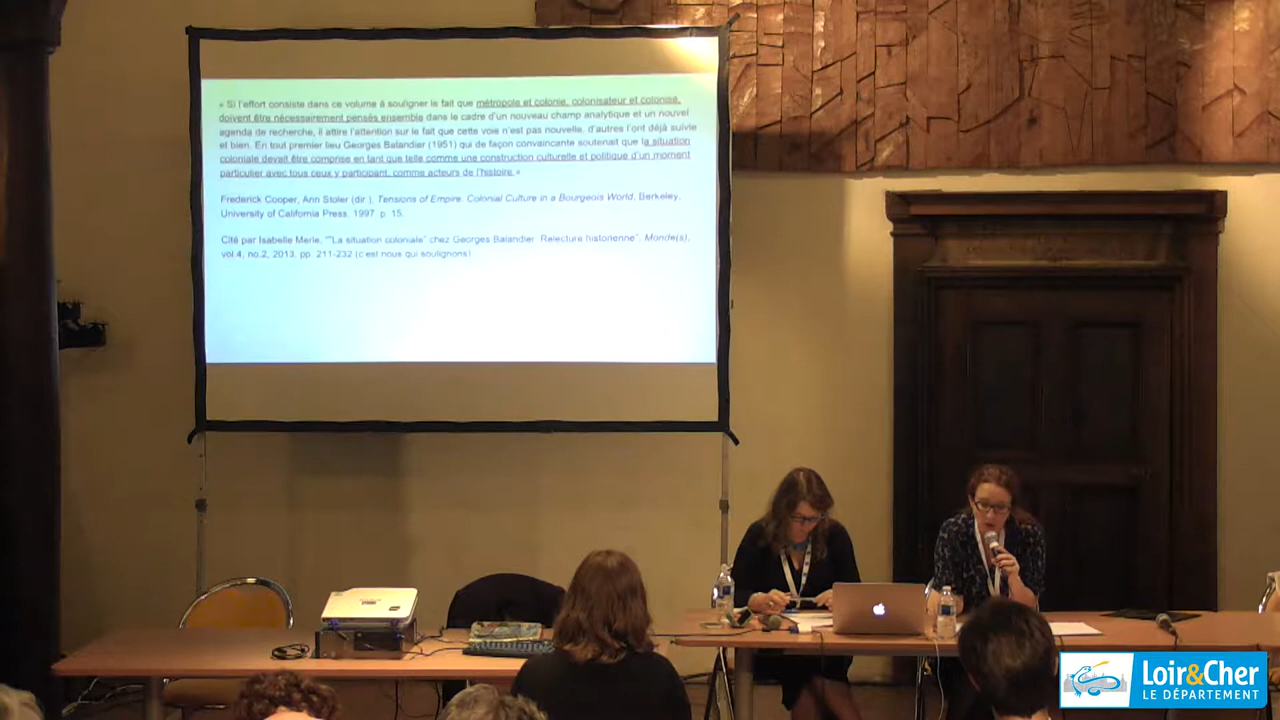 « Si l'effort consiste dans ce volume à souligner le fait que métropole et colonie, colonisateur et colonisé,
doivent être nécessairement pensés ensemble dans le cadre d'un nouveau champ analytique et un nouvel
agenda de recherche, il attire l'attention sur le fait que cette voie n'est pas nouvelle, d'autres l'ont déjà suivie
et bien. En tout premier lieu Georges Balandier (1951) qui de façon convaincante soutenait que la situation
coloniale devait être comprise en tant que telle comme une construction culturelle et politique d'un moment
particulier avec tous ceux y participant, comme acteurs de l'histoire. »
Frederick Cooper, Ann Stoler (dir.), Tensions of Empire. Colonial Culture in a Bourgeois World, Berkeley,
University of California Press, 1997. p. 15.
Cité par Isabelle Merle, ""La situation coloniale" chez Georges Balandier. Relecture historienne", Monde(s),
vol.4, no.2, 2013, pp. 211-232 (c'est nous qui soulignons)
Loir&Cher
LE DÉPARTEMENT